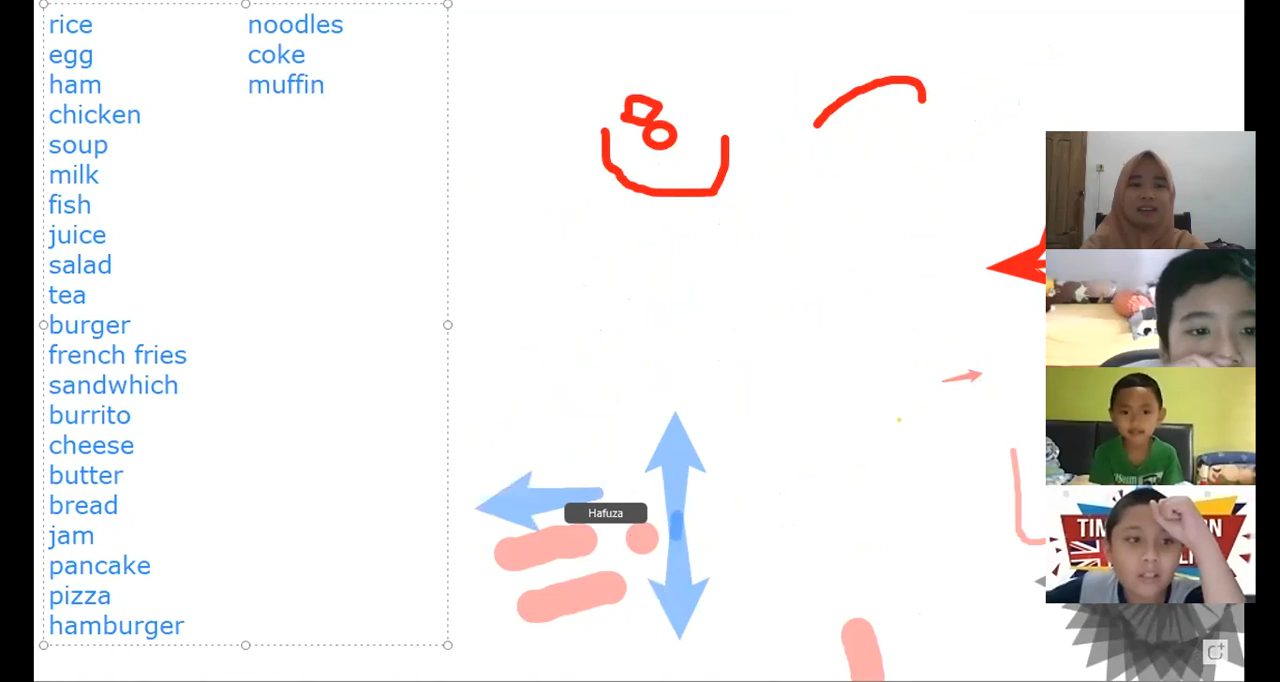 rice
egg
ham
chicken
soup
milk
fish
juice
salad
tea
burger
french fries
sandwhich
burrito
cheese
butter
bread
jam
pancake
pizza
hamburger
noodles
coke
muffin
Hafuza